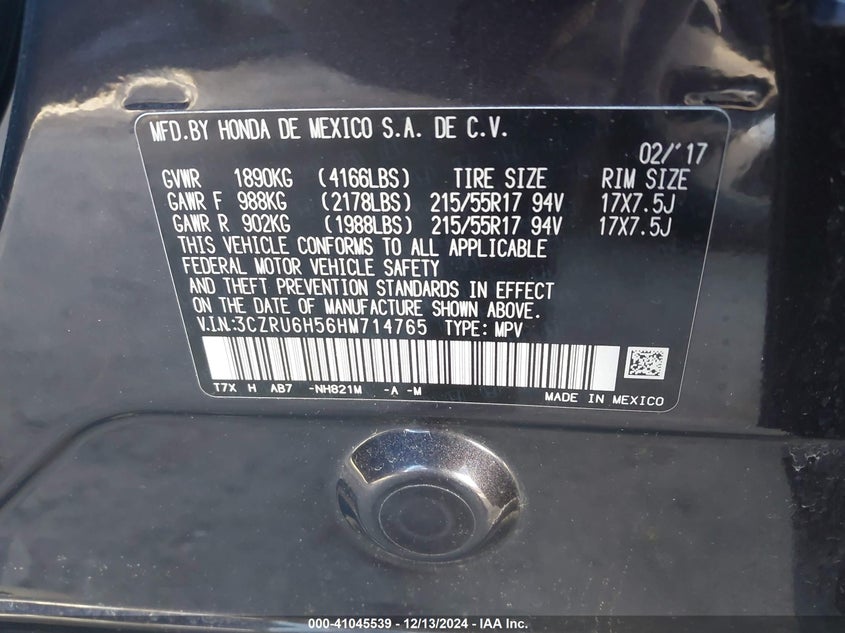 MFD.BY HONDA DE MEXICO S.A. DE C.V.
02/'17
GVWR 1890KG (4166LBS) TIRE SIZE RIM SIZE
GAWR F 988KG (2178LBS) 215/55R17 94V 17X7.5J
GAWR R 902KG (1988LBS) 215/55R17 94V 17X7.5J
THIS VEHICLE CONFORMS TO ALL APPLICABLE
FEDERAL MOTOR VEHICLE SAFETY
AND THEFT PREVENTION STANDARDS IN EFFECT
ON THE DATE OF MANUFACTURE SHOWN ABOVE.
V.I.N.:3CZRU6H56HM714765 TYPE: MPV
T7X H AB7 -NH821M -A -M
MADE IN MEXICO
000-41045539 - 12/13/2024 - IAA Inc.